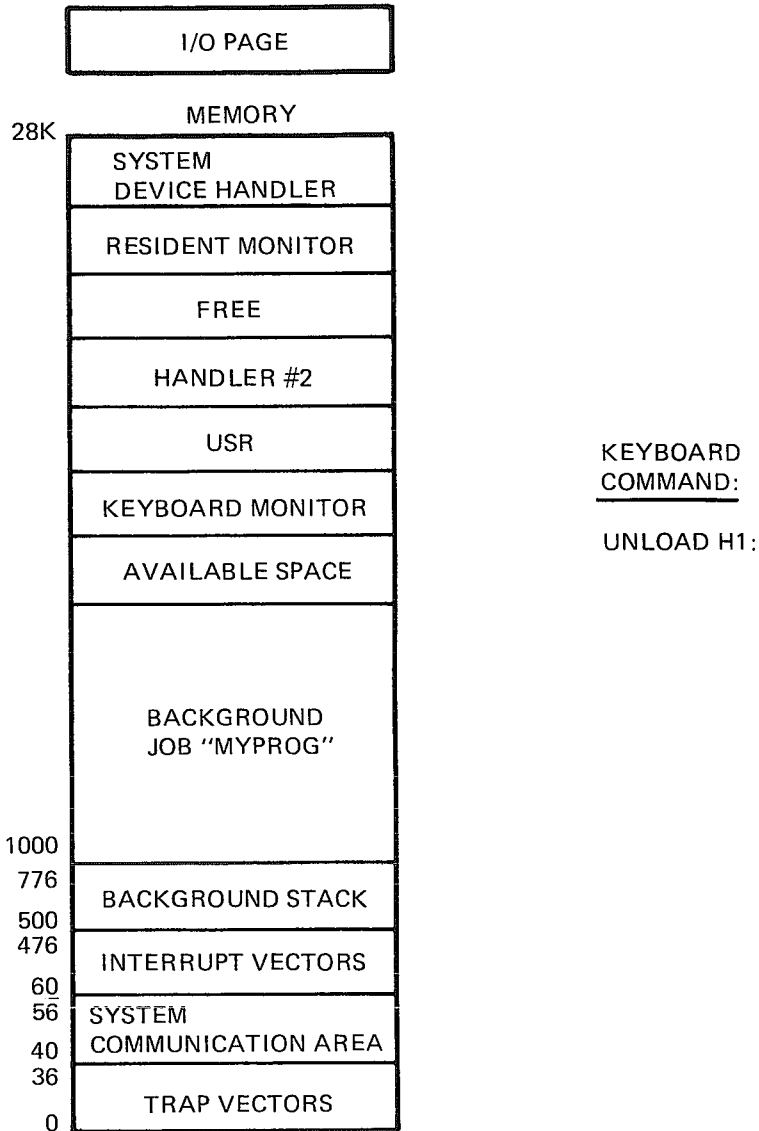 I/O PAGE
MEMORY
28K
SYSTEM
DEVICE HANDLER
RESIDENT MONITOR
FREE
HANDLER #2
USR
KEYBOARD
COMMAND:
KEYBOARD MONITOR
UNLOAD H1:
AVAILABLE SPACE
BACKGROUND
JOB "MYPROG"
1000
776
BACKGROUND STACK
500
476
INTERRUPT VECTORS
60
56
SYSTEM
COMMUNICATION AREA
40
36
TRAP VECTORS
0